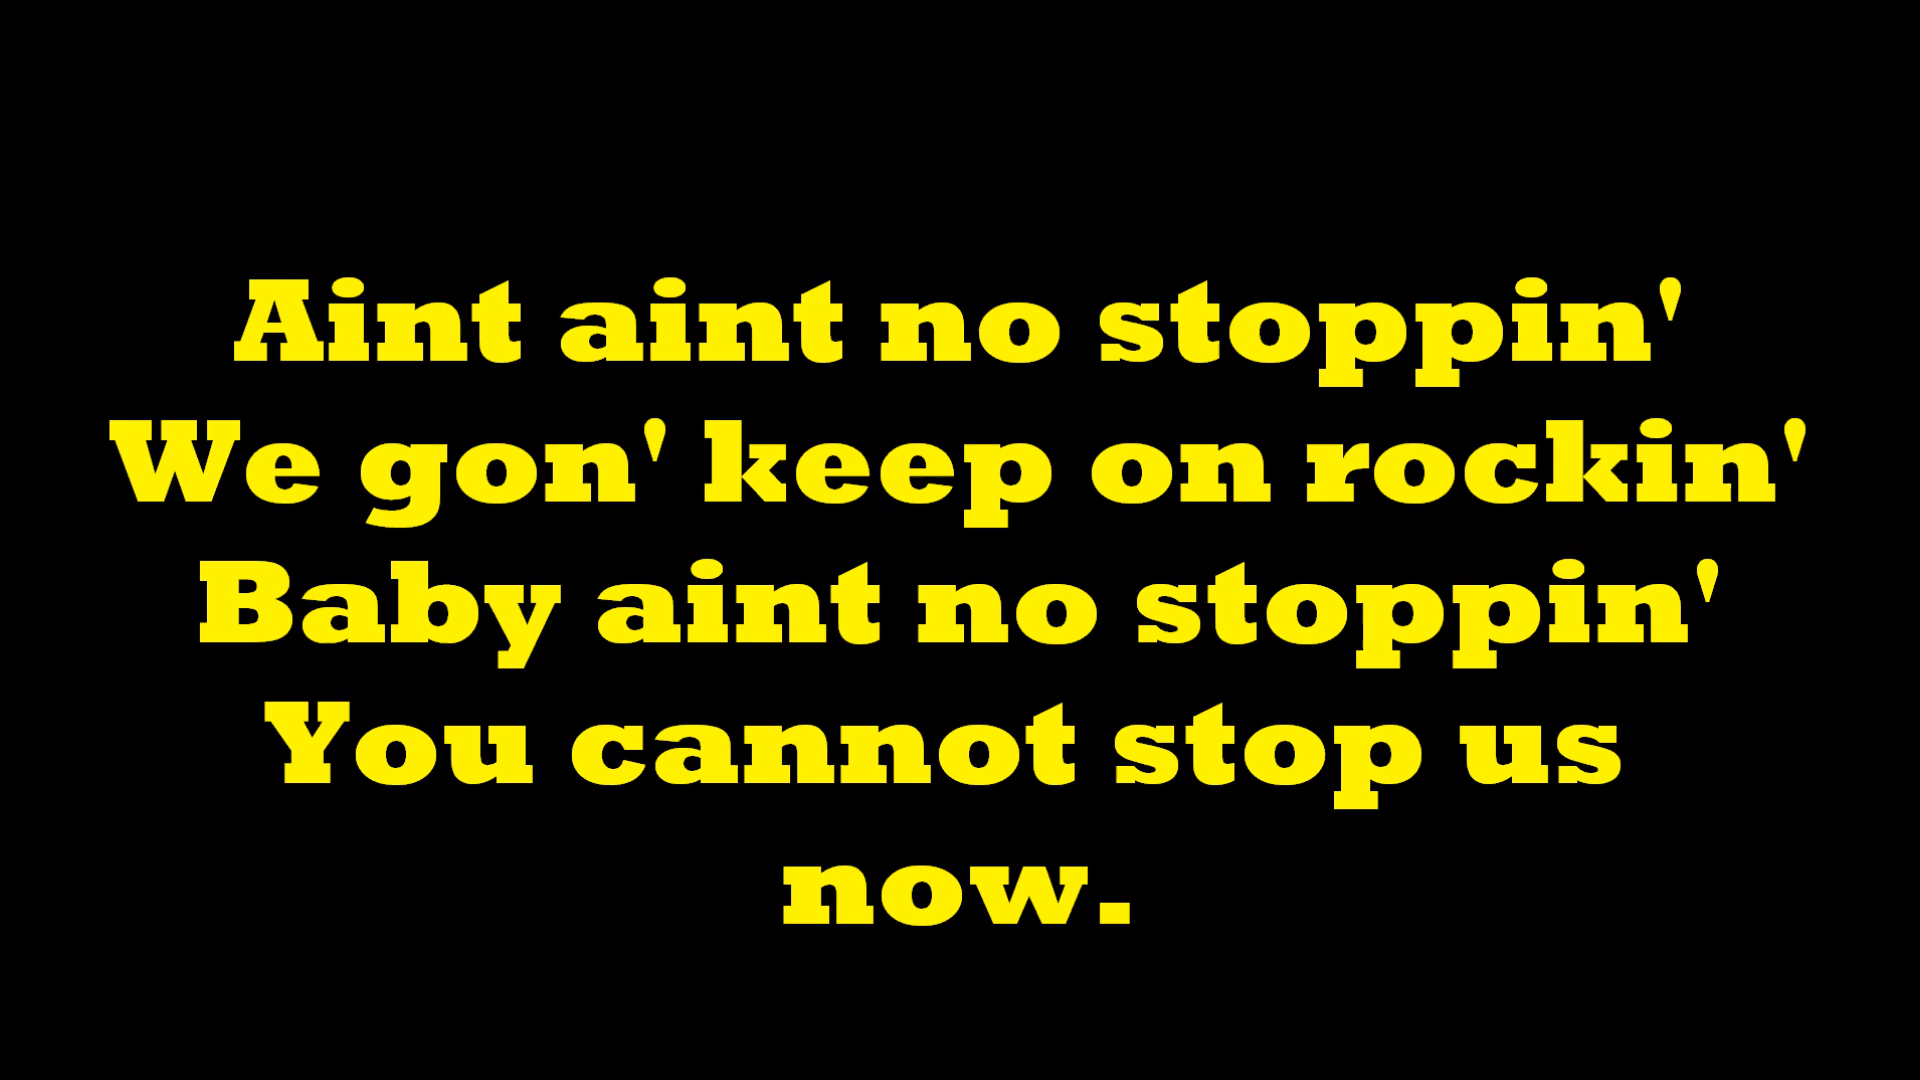 Aint aint no stoppin'
We gon' keep on rockin'
Baby aint no stoppin'
You cannot stop us
now.